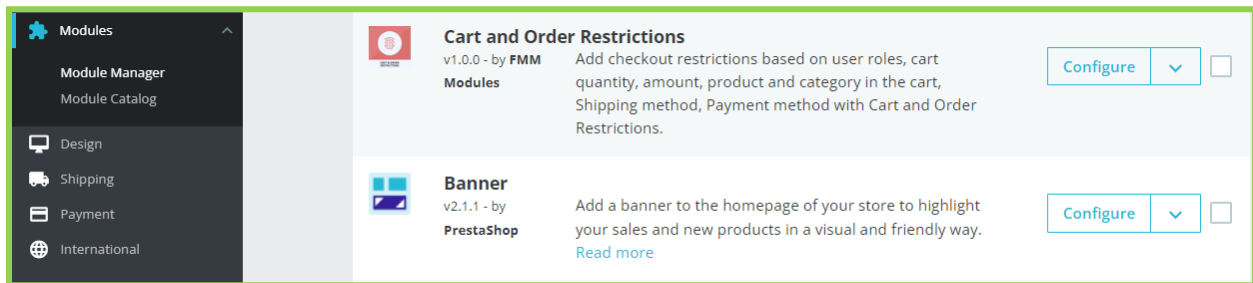 Modules
Module Manager
Module Catalog
Design
Shipping
Payment
International
Cart and Order Restrictions
v1.0.0 - by FMM
Modules
Add checkout restrictions based on user roles, cart
quantity, amount, product and category in the cart,
Shipping method, Payment method with Cart and Order
Restrictions.
Configure
Banner
v2.1.1 - by
PrestaShop
Add a banner to the homepage of your store to highlight
your sales and new products in a visual and friendly way.
Read more
Configure